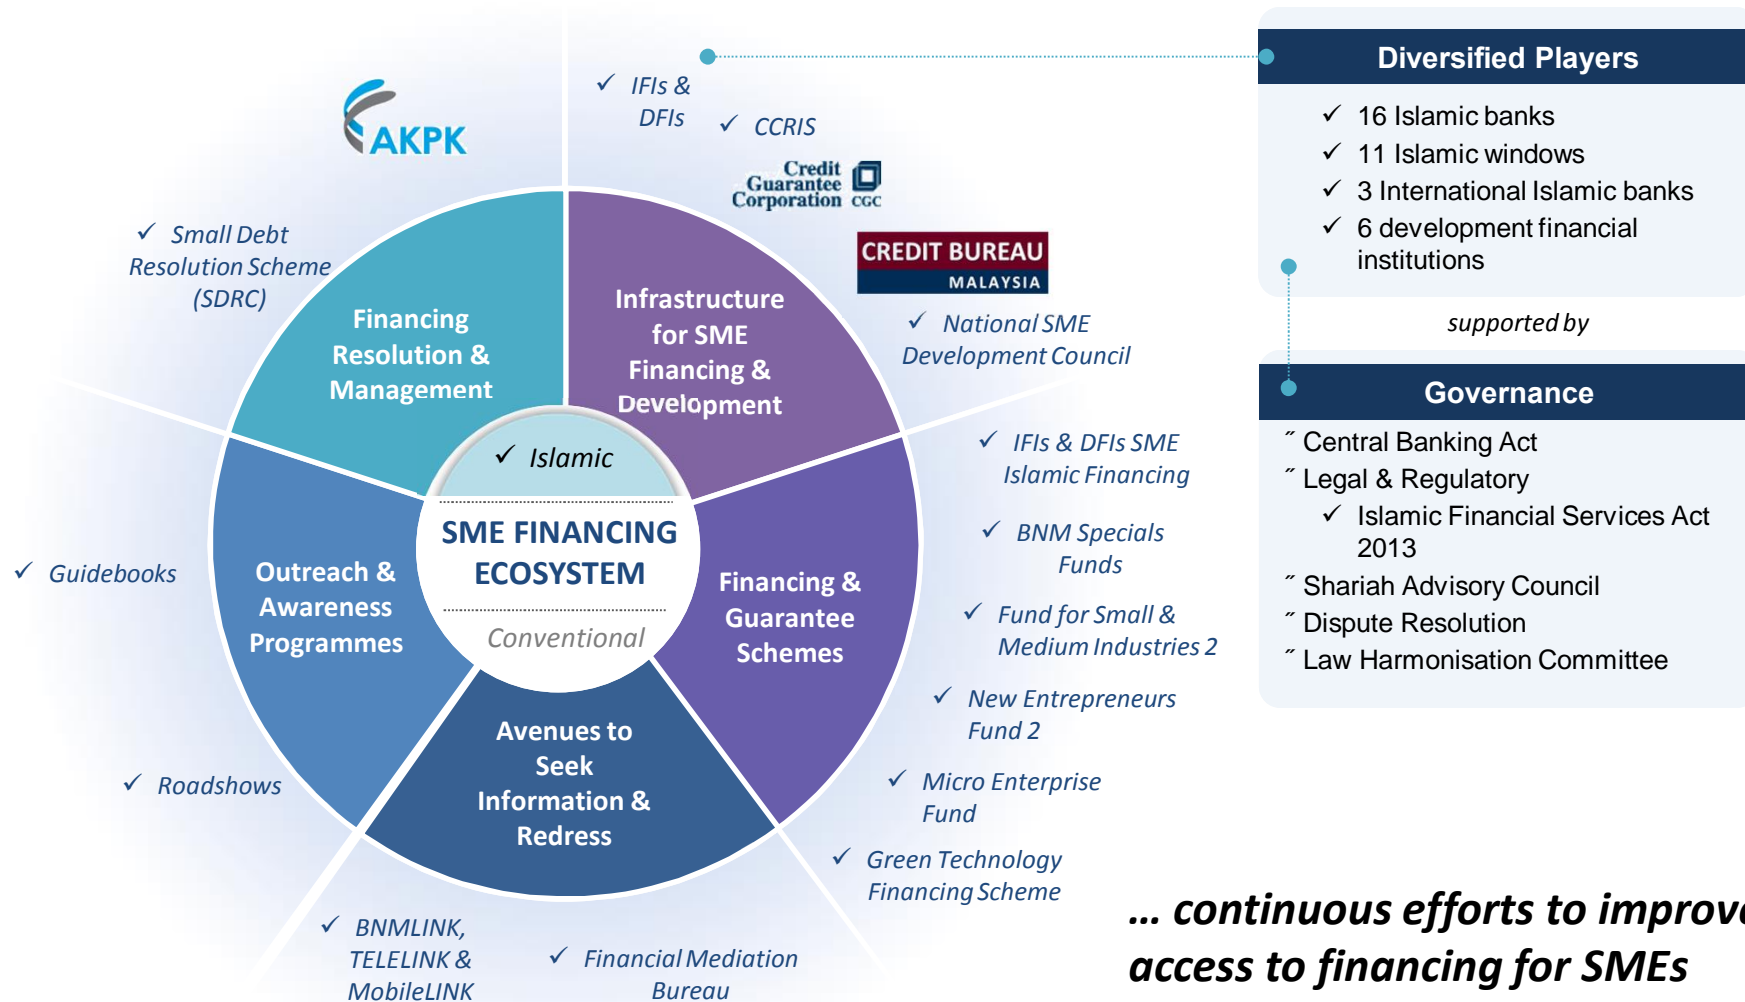 AKPK
✓ IFIs &
DFIs
✓ CCRIS
Credit
Guarantee
Corporation CGC
CREDIT BUREAU
MALAYSIA
✓ National SME
Development Council
✓ Small Debt
Resolution Scheme
(SDRC)
Financing
Resolution &
Management
Infrastructure
for SME
Financing &
Development
✓ Islamic
SME FINANCING
ECOSYSTEM
Conventional
✓ IFIs & DFIs SME
Islamic Financing
✓ BNM Specials
Funds
✓ Fund for Small &
Medium Industries 2
✓ New Entrepreneurs
Fund 2
✓ Micro Enterprise
Fund
✓ Green Technology
Financing Scheme
Financing &
Guarantee
Schemes
✓ Guidebooks
Outreach &
Awareness
Programmes
✓ Roadshows
Avenues to
Seek
Information &
Redress
✓ BNMLINK,
TELELINK &
MobileLINK
✓ Financial Mediation
Bureau
Diversified Players
✓ 16 Islamic banks
✓ 11 Islamic windows
✓ 3 International Islamic banks
✓ 6 development financial
institutions
supported by
Governance
˝ Central Banking Act
˝ Legal & Regulatory
✓ Islamic Financial Services Act
2013
˝ Shariah Advisory Council
˝ Dispute Resolution
˝ Law Harmonisation Committee
... continuous efforts to improve
access to financing for SMEs